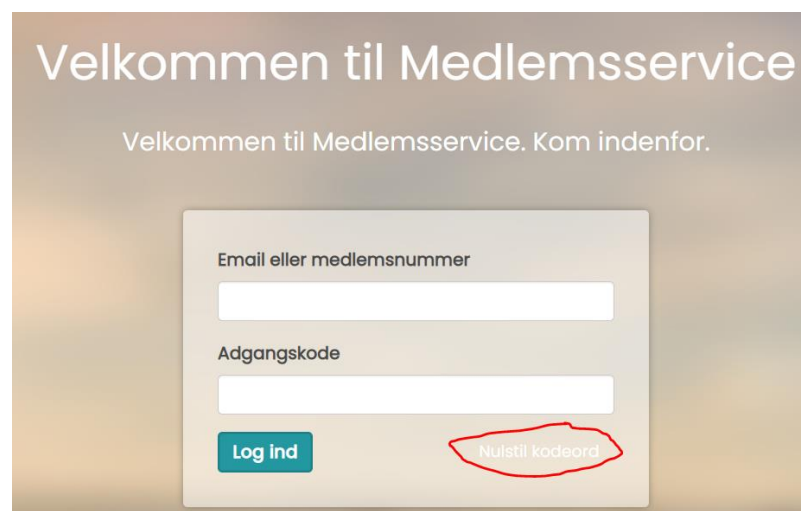 Velkommen til Medlemsservice
Velkommen til Medlemsservice. Kom indenfor.
Email eller medlemsnummer
Adgangskode
Log ind
Nulstil kodeord